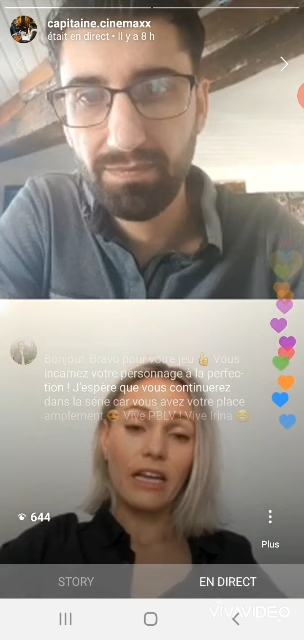 capitaine.cinemaxx
était en direct • Il y a 8 h
Bonjour. Bravo pour votre jeu 👍 Vous
incarnez votre personnage à la perfec-
tion ! J'espère que vous continuerez
dans la série car vous avez votre place
amplement 😍 Vive PBLV ! Vive Irina 😄
644
Plus
STORY
EN DIRECT
VIVAVIDEO